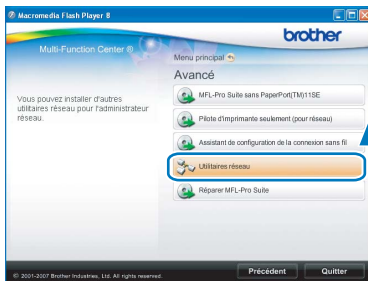 Macromedia Flash Player 8
brother
Multi-Function Center ®
Menu principal
Avancé
Vous pouvez installer d'autres
utilitaires réseau pour l'administrateur
réseau.
MFL-Pro Suite sans PaperPort(TM)11SE
Pilote d'imprimante seulement (pour réseau)
Assistant de configuration de la connexion sans fil
Utilitaires réseau
Réparer MFL-Pro Suite
© 2001-2007 Brother Industries, Ltd. All rights reserved.
Précédent
Quitter